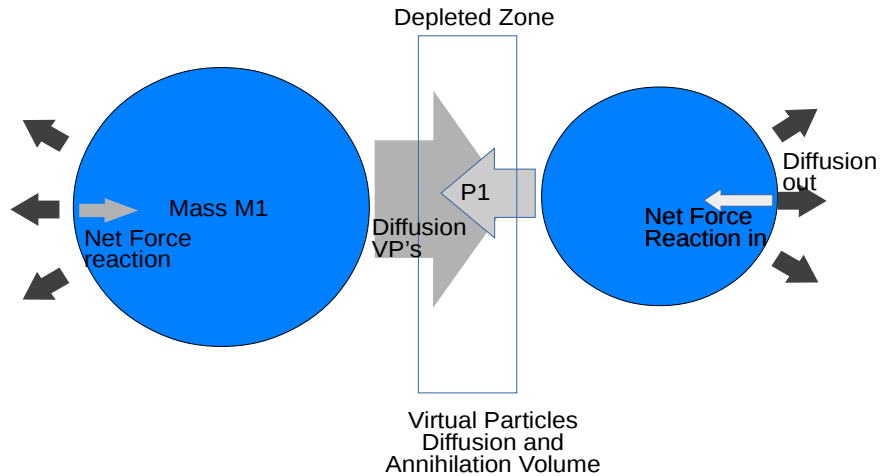 Depleted Zone
Mass M1
Net Force
reaction
Diffusion
VP's
P1
Diffusion
out
Net Force
Reaction in
Virtual Particles
Diffusion and
Annihilation Volume